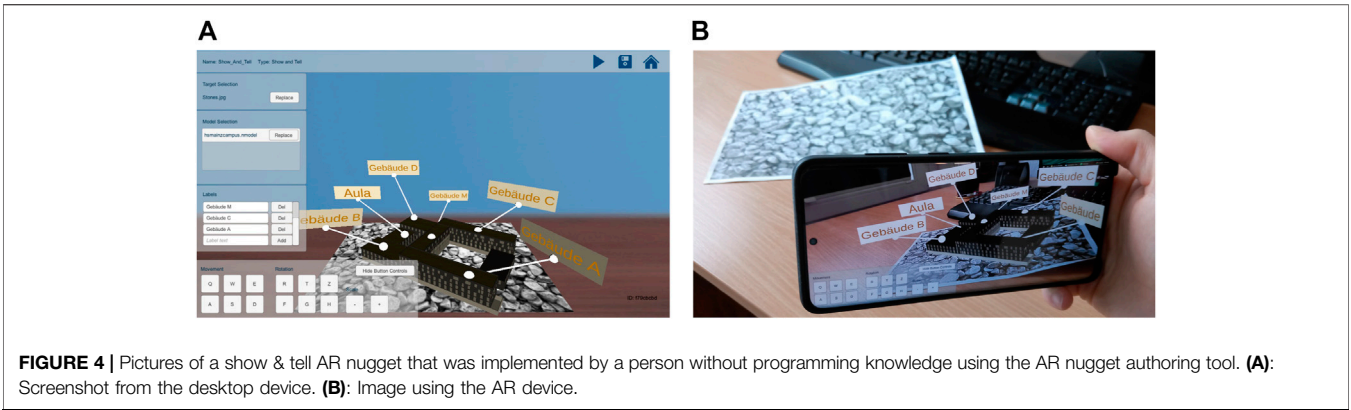 A
B
Name: Show_And_Tell Type: Show and Tell
Target Selection
Stones.jpg
Replace
Model Selection
hsmainzcampus.nmodel
Replace
Labels
Gebäude M
Del
Gebäude C
Del
Gebäude A
Del
Label text
Add
Gebäude D
Aula
Gebäude M
Gebäude C
ebäude B
Gebäude A
Movement
Rotation
Hide Button Controls
Q W E R T Z
A S D F G H - +
Gebäude D
Gebäude M
Gebäude C
Aula
Gebäude
Gebäude B
FIGURE 4 | Pictures of a show & tell AR nugget that was implemented by a person without programming knowledge using the AR nugget authoring tool. (A):
Screenshot from the desktop device. (B): Image using the AR device.